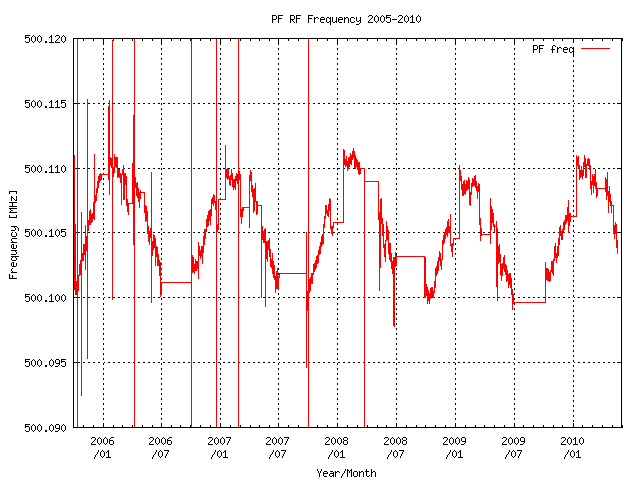 PF RF Frequency 2005-2010
PF freq
500.120
500.115
500.110
500.105
500.100
500.095
500.090
Frequency [MHz]
2006 2006 2007 2007 2008 2008 2009 2009 2010
/01 /07 /01 /07 /01 /07 /01 /07 /01
Year/Month